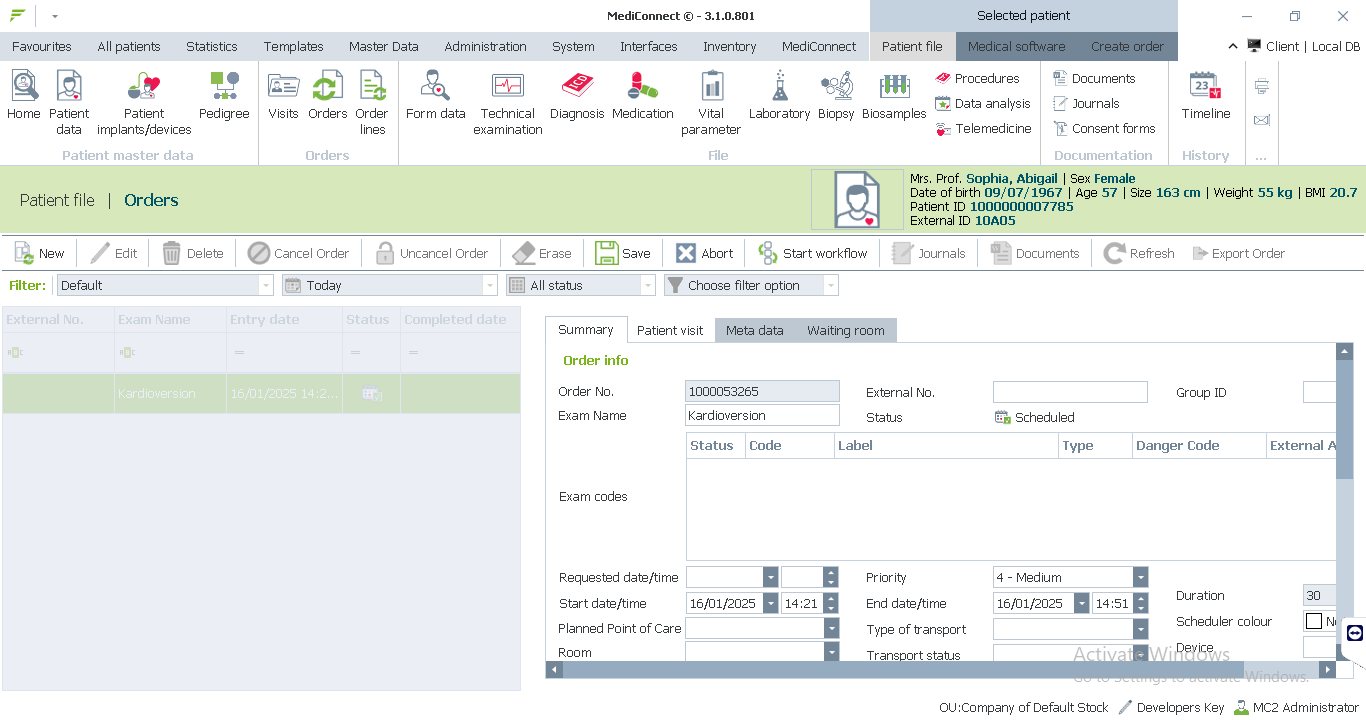 MediConnect © - 3.1.0.801
Selected patient
Favourites All patients Statistics Templates Master Data Administration System Interfaces Inventory MediConnect Patient file Medical software Create order Client | Local DB
Home Patient data Patient implants/devices Pedigree
Patient master data
Visits Orders Order lines
Orders
Form data Technical examination Diagnosis Medication Vital parameter Laboratory Biopsy Biosamples
Procedures
Data analysis
Telemedicine
File
Documents
Journals
Consent forms
Documentation
23
Timeline
History
...
Patient file | Orders
Mrs. Prof. Sophia, Abigail | Sex Female
Date of birth 09/07/1967 | Age 57 | Size 163 cm | Weight 55 kg | BMI 20.7
Patient ID 1000000007785
External ID 10A05
New Edit Delete Cancel Order Uncancel Order Erase Save Abort Start workflow Journals Documents Refresh Export Order
Filter: Default Today All status Choose filter option
External No. Exam Name Entry date Status Completed date
= = =
Kardioversion 16/01/2025 14:2...
Summary Patient visit Meta data Waiting room
Order info
Order No. 1000053265 External No. Group ID
Exam Name Kardioversion Status Scheduled
Status Code Label Type Danger Code External A
Exam codes
Requested date/time Priority 4 - Medium
Start date/time 16/01/2025 14:21 End date/time 16/01/2025 14:51 Duration 30
Planned Point of Care Type of transport Scheduler colour
Room Transport status Device
Activate Windows
Go to Settings to activate Windows.
OU:Company of Default Stock Developers Key MC2 Administrator